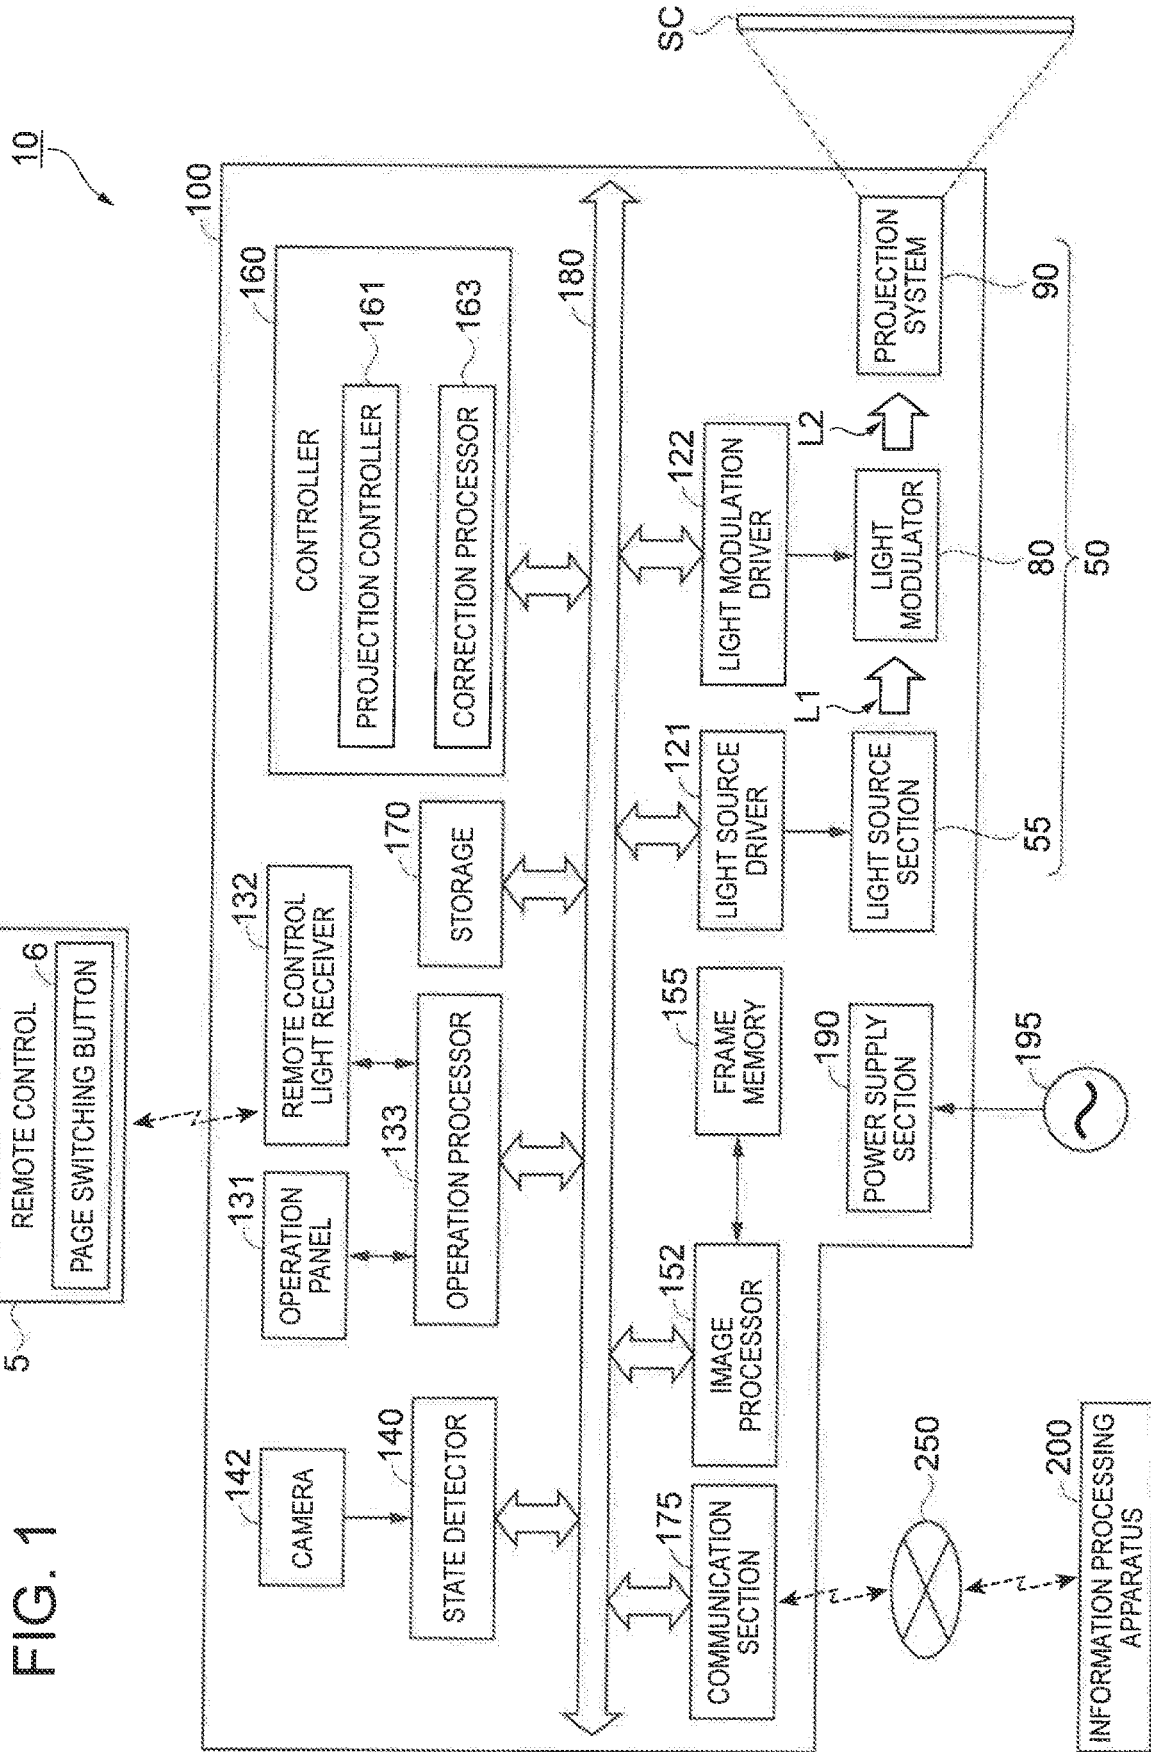 FIG. 1
10
5
REMOTE CONTROL
6
PAGE SWITCHING BUTTON
100
142
CAMERA
131
OPERATION
PANEL
132
REMOTE CONTROL
LIGHT RECEIVER
160
CONTROLLER
161
PROJECTION CONTROLLER
163
CORRECTION PROCESSOR
140
STATE DETECTOR
133
OPERATION PROCESSOR
170
STORAGE
180
175
COMMUNICATION
SECTION
152
IMAGE
PROCESSOR
155
FRAME
MEMORY
121
LIGHT SOURCE
DRIVER
122
LIGHT MODULATION
DRIVER
SC
190
POWER SUPPLY
SECTION
LIGHT SOURCE
SECTION
L1
LIGHT
MODULATOR
L2
PROJECTION
SYSTEM
250
195
55
80
90
50
200
INFORMATION PROCESSING
APPARATUS